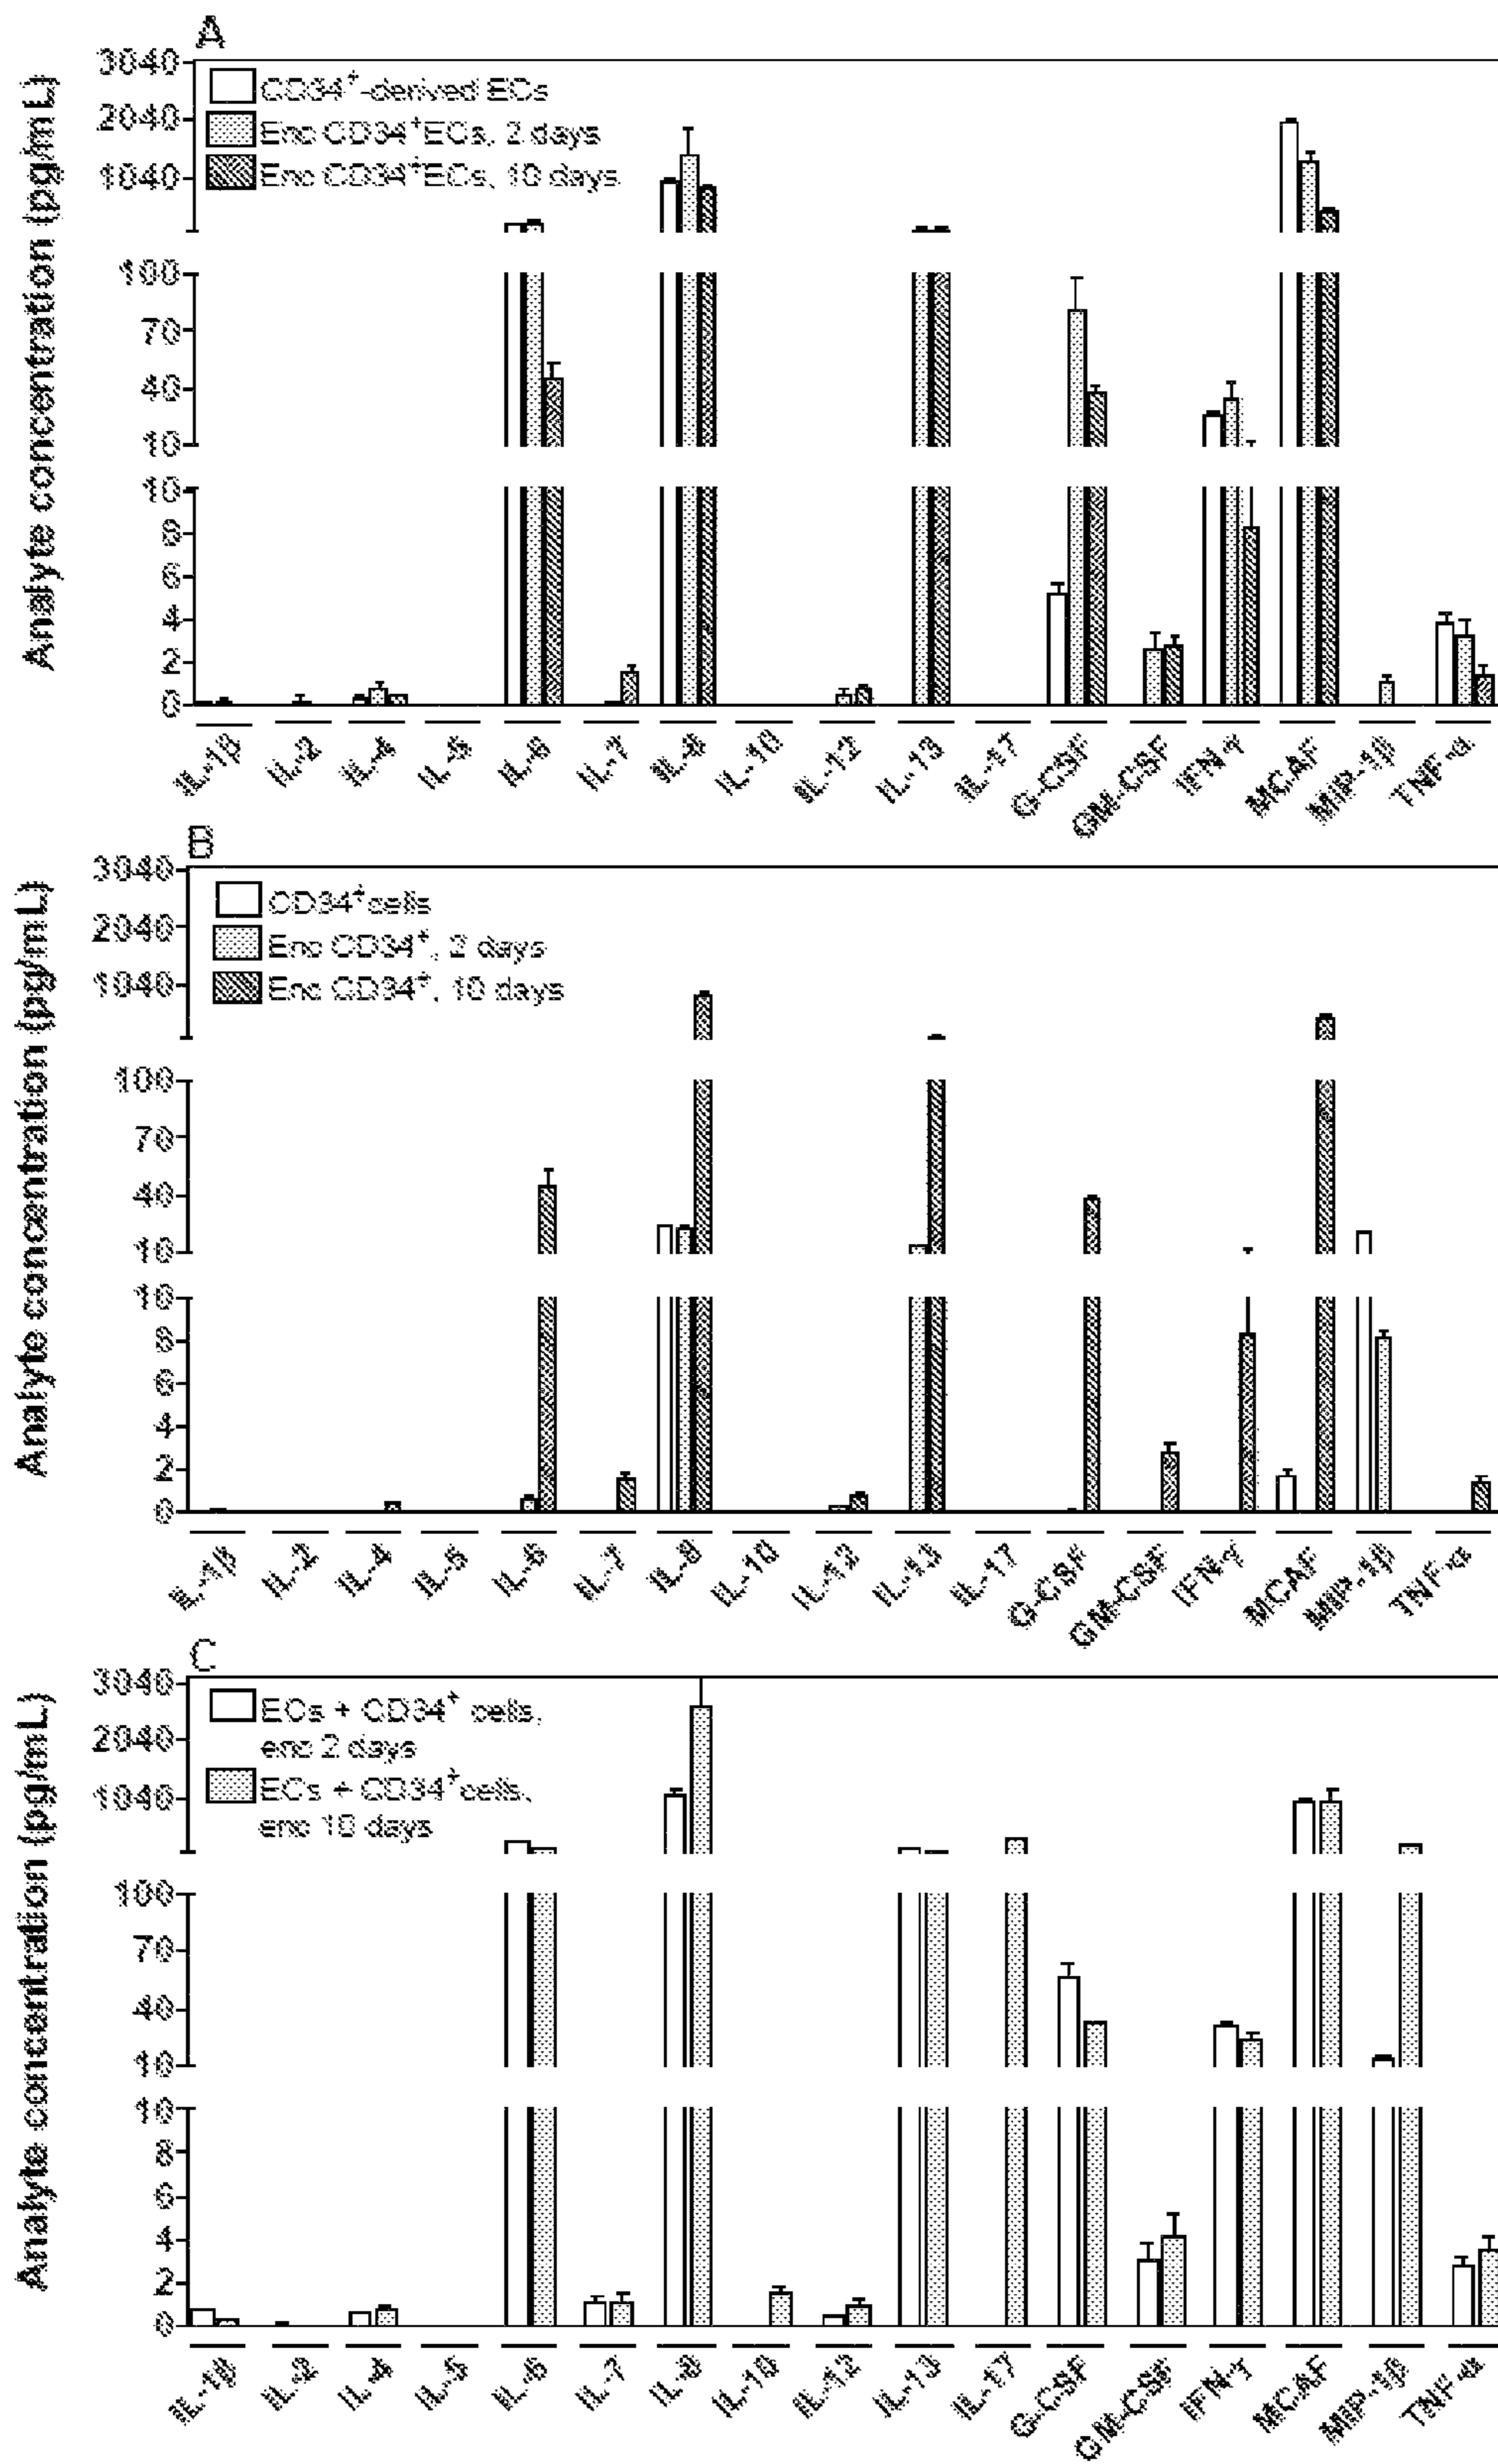 A
Analyte concentration (pg/mL)
3040
2040
1040
100
70
40
10
10
8
6
4
2
0
CD34+-derived ECs
Enc CD34+ECs, 2 days
Enc CD34+ECs, 10 days
IL-1β
IL-2
IL-4
IL-5
IL-6
IL-7
IL-8
IL-10
IL-12
IL-13
IL-17
G-CSF
GM-CSF
IFN-γ
MCAF
MIP-1β
TNF-α
B
Analyte concentration (pg/mL)
3040
2040
1040
100
70
40
10
10
8
6
4
2
0
CD34+cells
Enc CD34+, 2 days
Enc CD34+, 10 days
IL-1β
IL-2
IL-4
IL-5
IL-6
IL-7
IL-8
IL-10
IL-12
IL-13
IL-17
G-CSF
GM-CSF
IFN-γ
MCAF
MIP-1β
TNF-α
C
Analyte concentration (pg/mL)
3040
2040
1040
100
70
40
10
10
8
6
4
2
0
ECs + CD34+ cells,
enc 2 days
ECs + CD34+cells,
enc 10 days
IL-1β
IL-2
IL-4
IL-5
IL-6
IL-7
IL-8
IL-10
IL-12
IL-13
IL-17
G-CSF
GM-CSF
IFN-γ
MCAF
MIP-1β
TNF-α